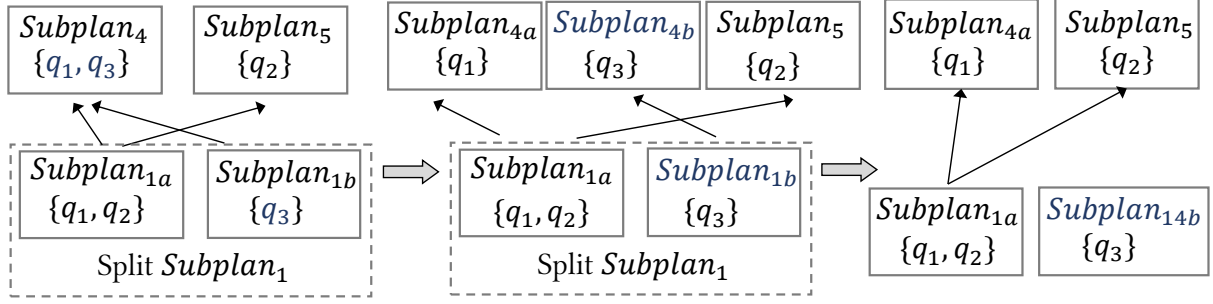 Subplan₄
{q₁, q₃}
Subplan₅
{q₂}
Subplan₁ₐ
{q₁, q₂}
Subplan₁b
{q₃}
Split Subplan₁
Subplan₄ₐ
{q₁}
Subplan₄b
{q₃}
Subplan₅
{q₂}
Subplan₁ₐ
{q₁, q₂}
Subplan₁b
{q₃}
Split Subplan₁
Subplan₄ₐ
{q₁}
Subplan₅
{q₂}
Subplan₁ₐ
{q₁, q₂}
Subplan₁₄b
{q₃}